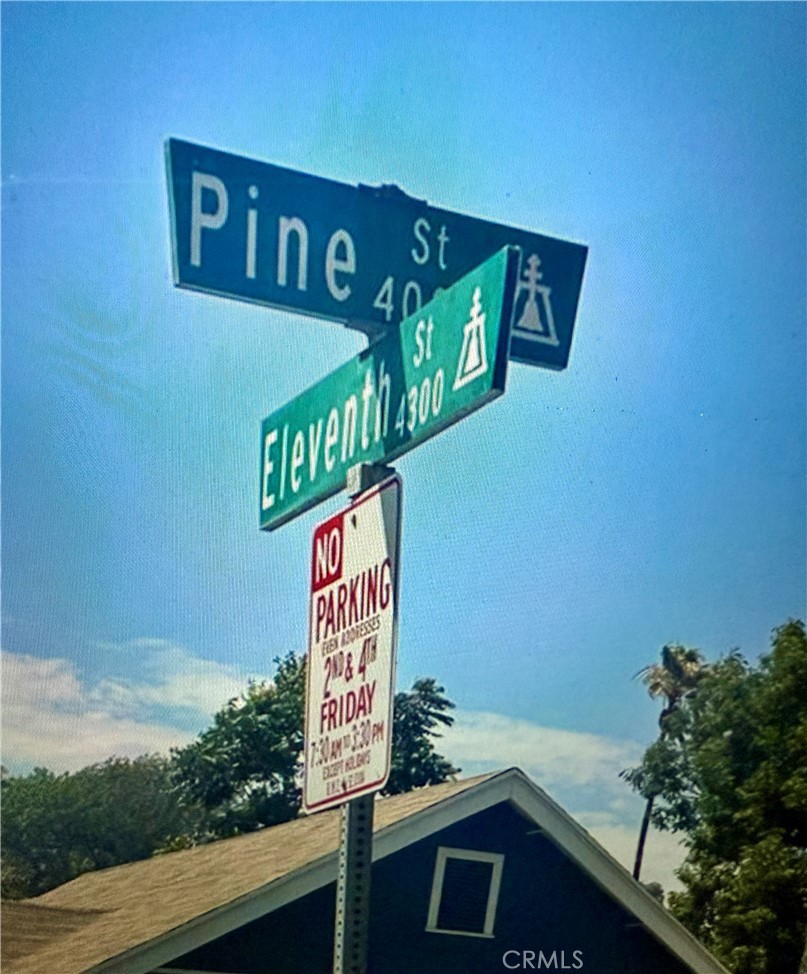 Pine St
Eleventh St
4300
NO
PARKING
EVEN ADDRESSES
2ND & 4TH
FRIDAY
7:30 AM TO 3:30 PM
EXCEPT HOLIDAYS
CRMLS